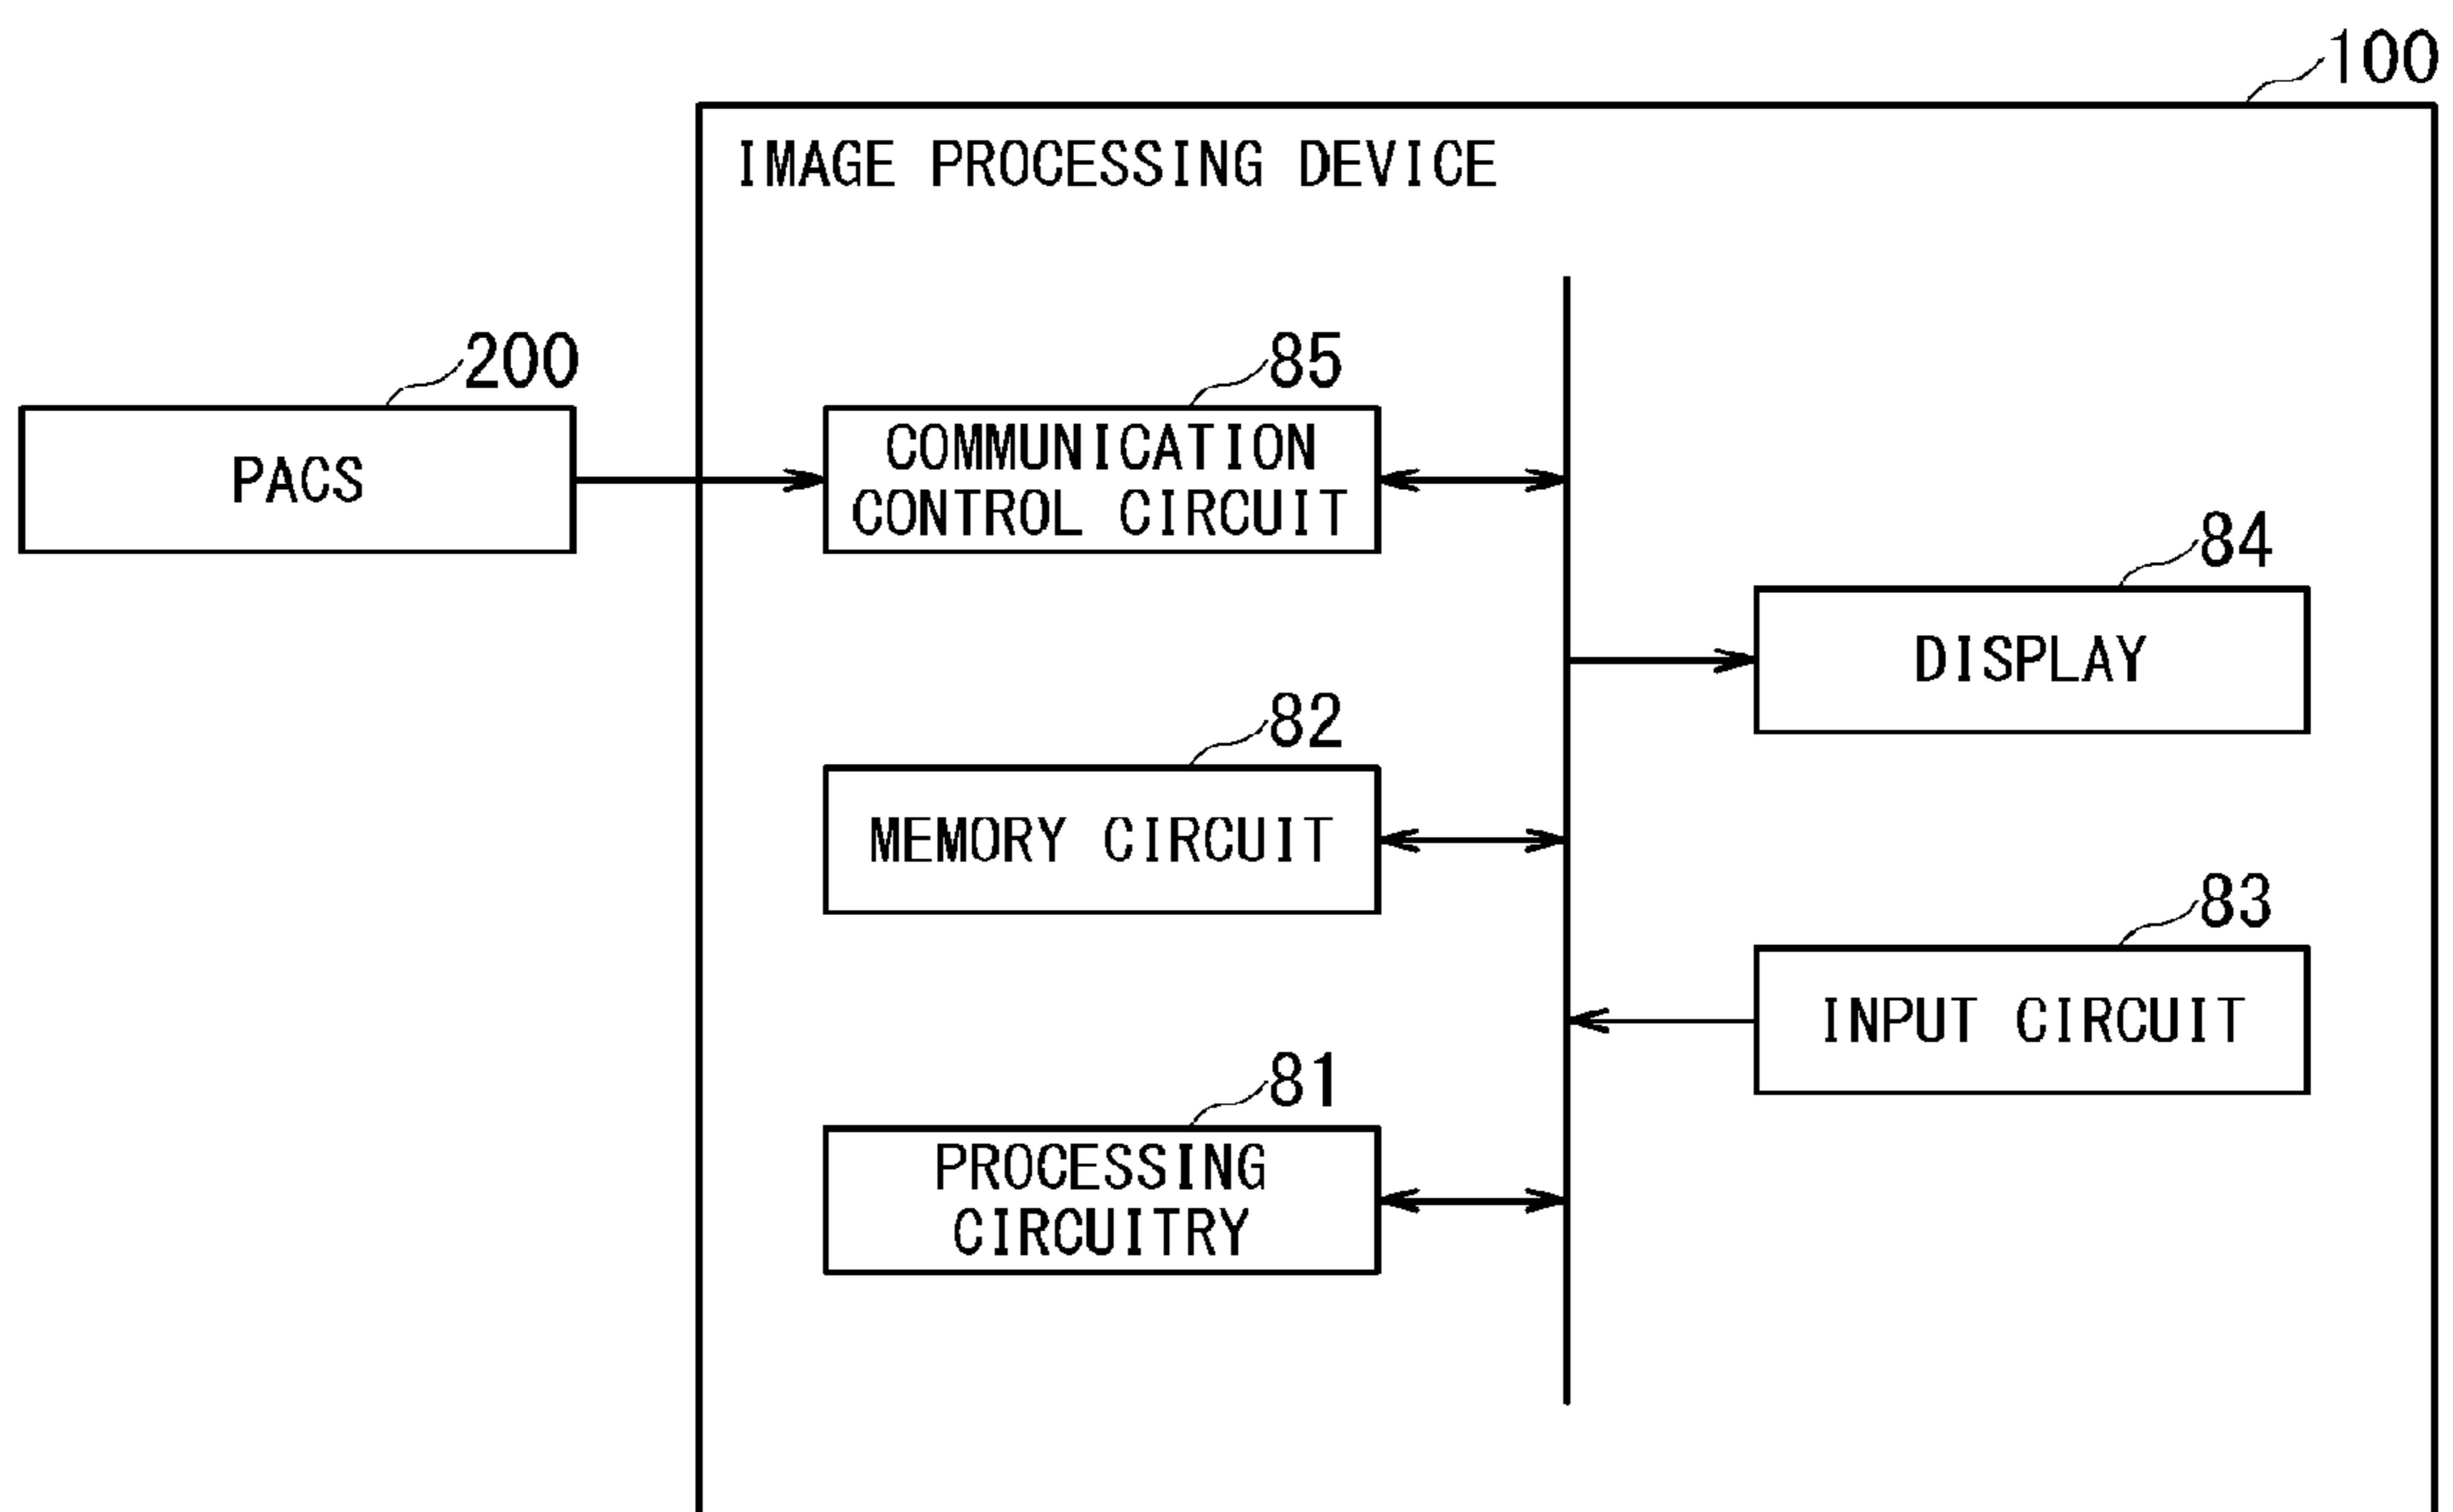 100
IMAGE PROCESSING DEVICE
200
PACS
85
COMMUNICATION
CONTROL CIRCUIT
84
DISPLAY
82
MEMORY CIRCUIT
83
INPUT CIRCUIT
81
PROCESSING
CIRCUITRY